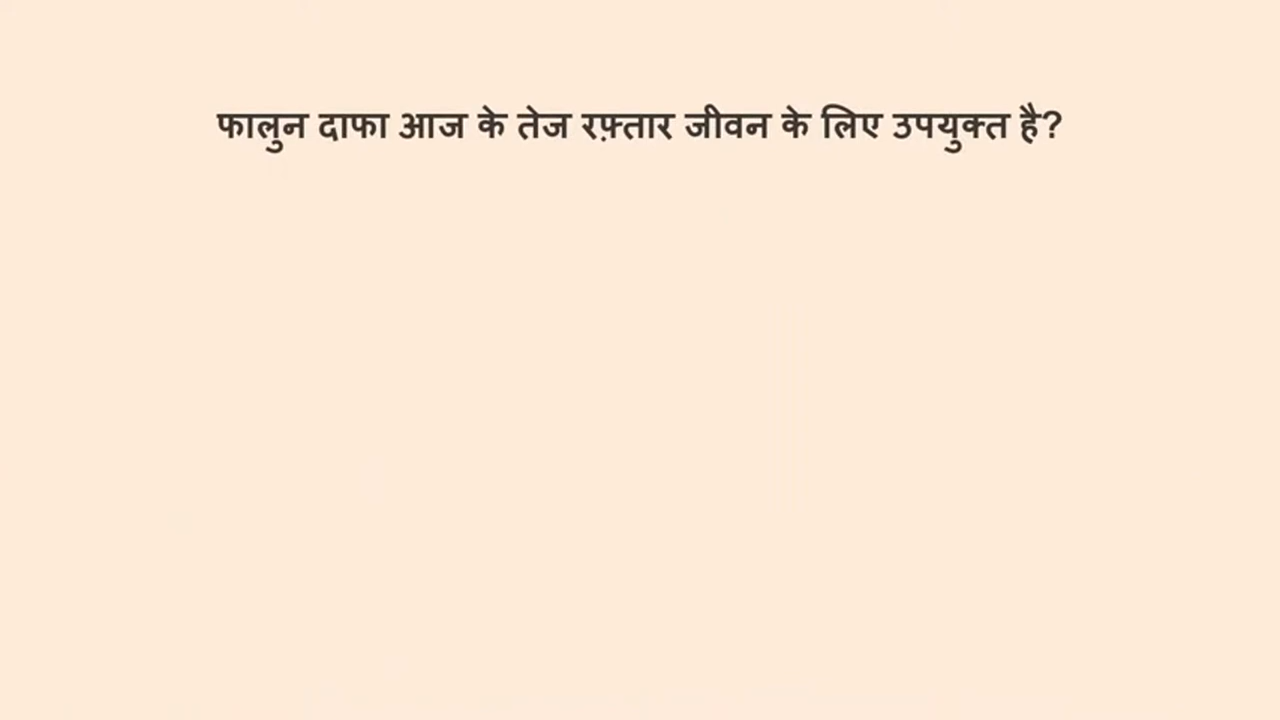 फालुन दाफा आज के तेज रफ़्तार जीवन के लिए उपयुक्त है?